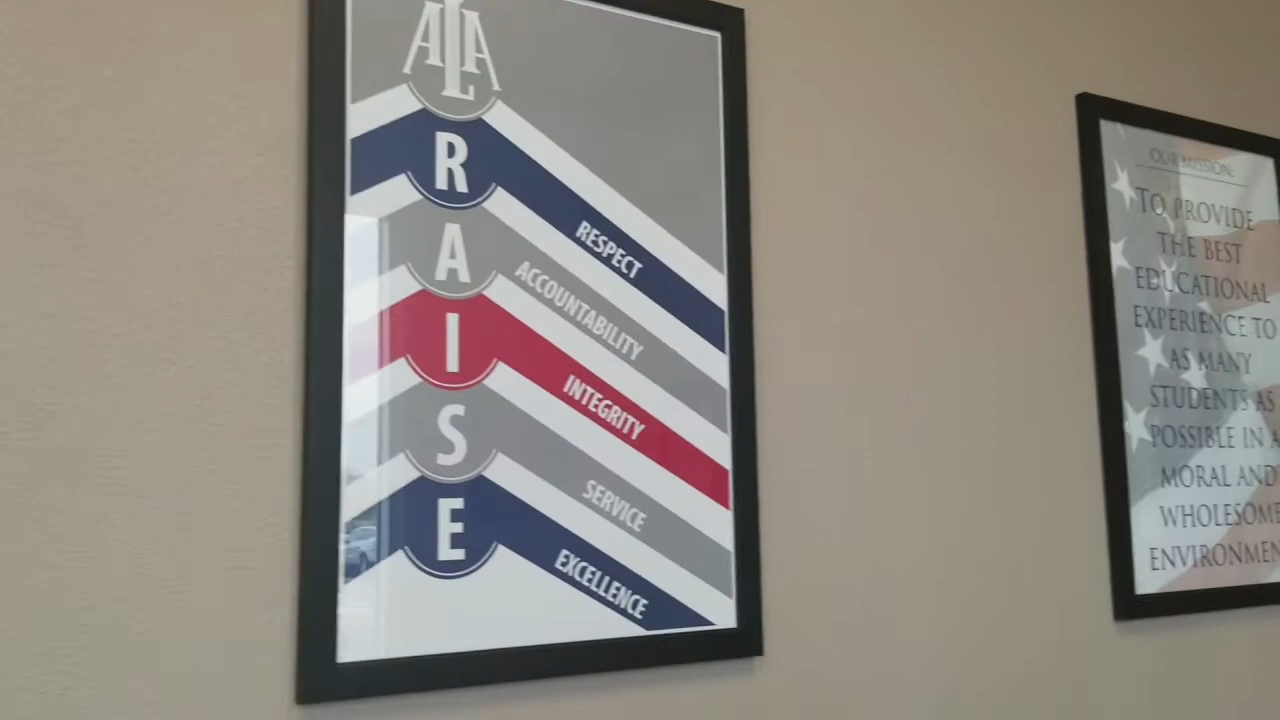 ALA
R
A
I
S
E
RESPECT
ACCOUNTABILITY
INTEGRITY
SERVICE
EXCELLENCE
OUR MISSION:
TO PROVIDE
THE BEST
EDUCATIONAL
EXPERIENCE TO
AS MANY
STUDENTS AS
POSSIBLE IN A
MORAL AND
WHOLESOME
ENVIRONMEN